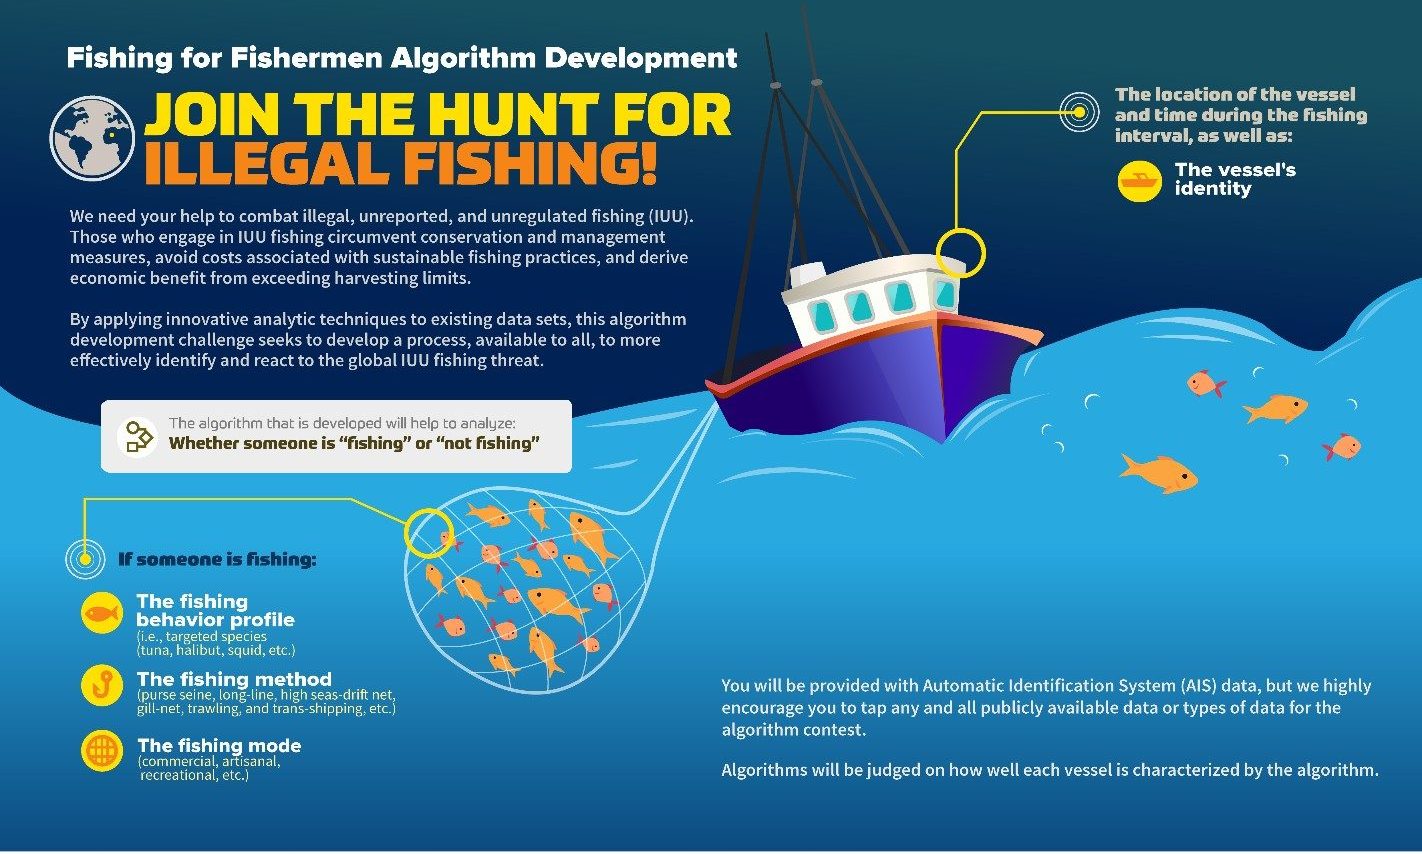 Fishing for Fishermen Algorithm Development
JOIN THE HUNT FOR
ILLEGAL FISHING!
We need your help to combat illegal, unreported, and unregulated fishing (IUU).
Those who engage in IUU fishing circumvent conservation and management
measures, avoid costs associated with sustainable fishing practices, and derive
economic benefit from exceeding harvesting limits.
By applying innovative analytic techniques to existing data sets, this algorithm
development challenge seeks to develop a process, available to all, to more
effectively identify and react to the global IUU fishing threat.
The algorithm that is developed will help to analyze:
Whether someone is “fishing” or “not fishing”
If someone is fishing:
The fishing
behavior profile
(i.e., targeted species
(tuna, halibut, squid, etc.)
The fishing method
(purse seine, long-line, high seas-drift net,
gill-net, trawling, and trans-shipping, etc.)
The fishing mode
(commercial, artisanal,
recreational, etc.)
The location of the vessel
and time during the fishing
interval, as well as:
The vessel's
identity
You will be provided with Automatic Identification System (AIS) data, but we highly
encourage you to tap any and all publicly available data or types of data for the
algorithm contest.
Algorithms will be judged on how well each vessel is characterized by the algorithm.